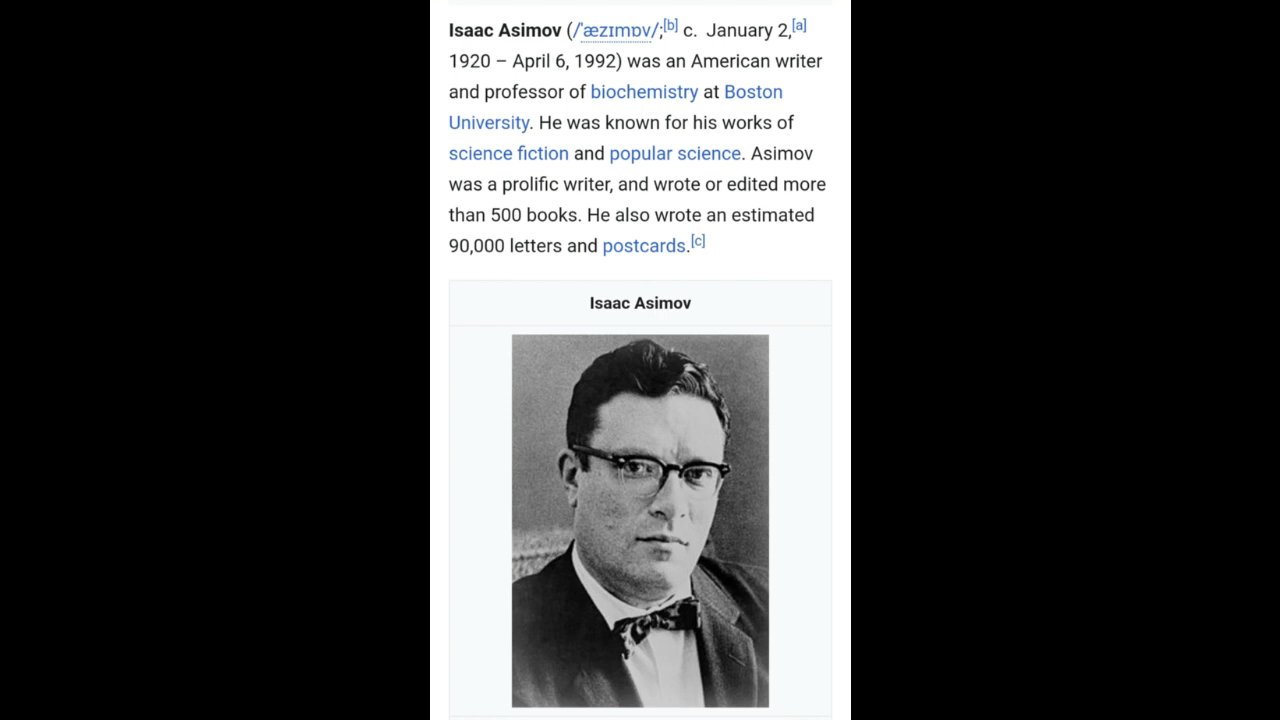 Isaac Asimov (/ˈæzɪmɒv/;[b] c. January 2,[a]
1920 – April 6, 1992) was an American writer
and professor of biochemistry at Boston
University. He was known for his works of
science fiction and popular science. Asimov
was a prolific writer, and wrote or edited more
than 500 books. He also wrote an estimated
90,000 letters and postcards.[c]
Isaac Asimov